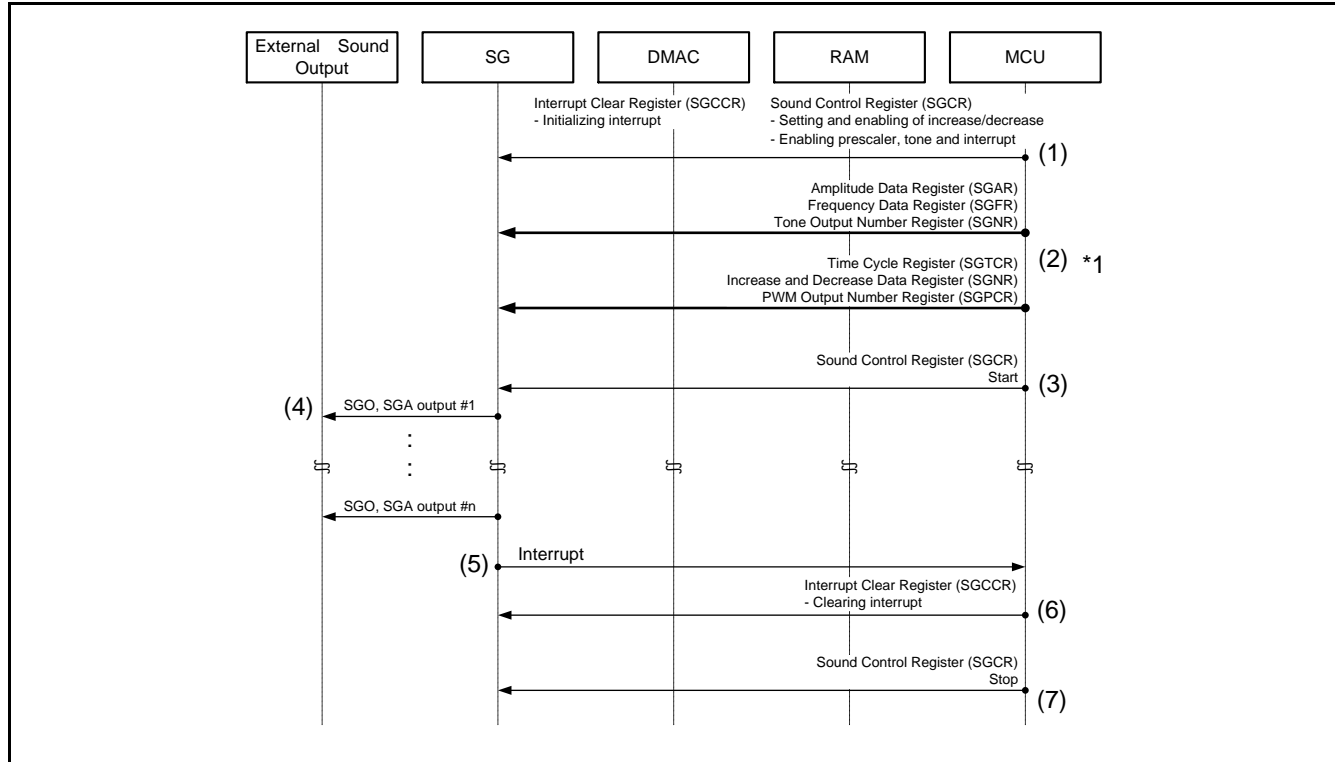 External Sound
Output
SG
DMAC
RAM
MCU
Interrupt Clear Register (SGCCR)
- Initializing interrupt
Sound Control Register (SGCR)
- Setting and enabling of increase/decrease
- Enabling prescaler, tone and interrupt
(1)
Amplitude Data Register (SGAR)
Frequency Data Register (SGFR)
Tone Output Number Register (SGNR)
(2) *1
Time Cycle Register (SGTCR)
Increase and Decrease Data Register (SGNR)
PWM Output Number Register (SGPCR)
Sound Control Register (SGCR)
Start
(3)
(4)
SGO, SGA output #1
:
:
SGO, SGA output #n
(5)
Interrupt
Interrupt Clear Register (SGCCR)
- Clearing interrupt
(6)
Sound Control Register (SGCR)
Stop
(7)